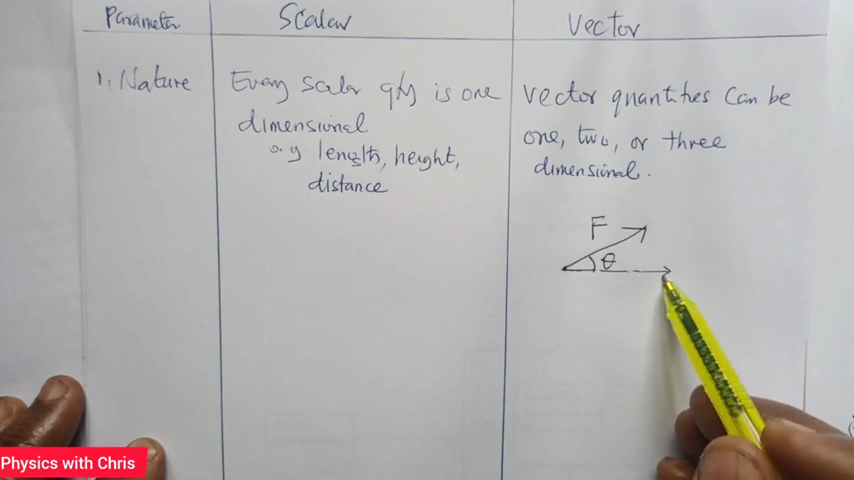 Parameter Scalar Vector
1. Nature Every Scalar qty is one
dimensional
e.g length, height,
distance
Vector quantities Can be
one, two, or three
dimensional.
F
θ
Physics with Chris